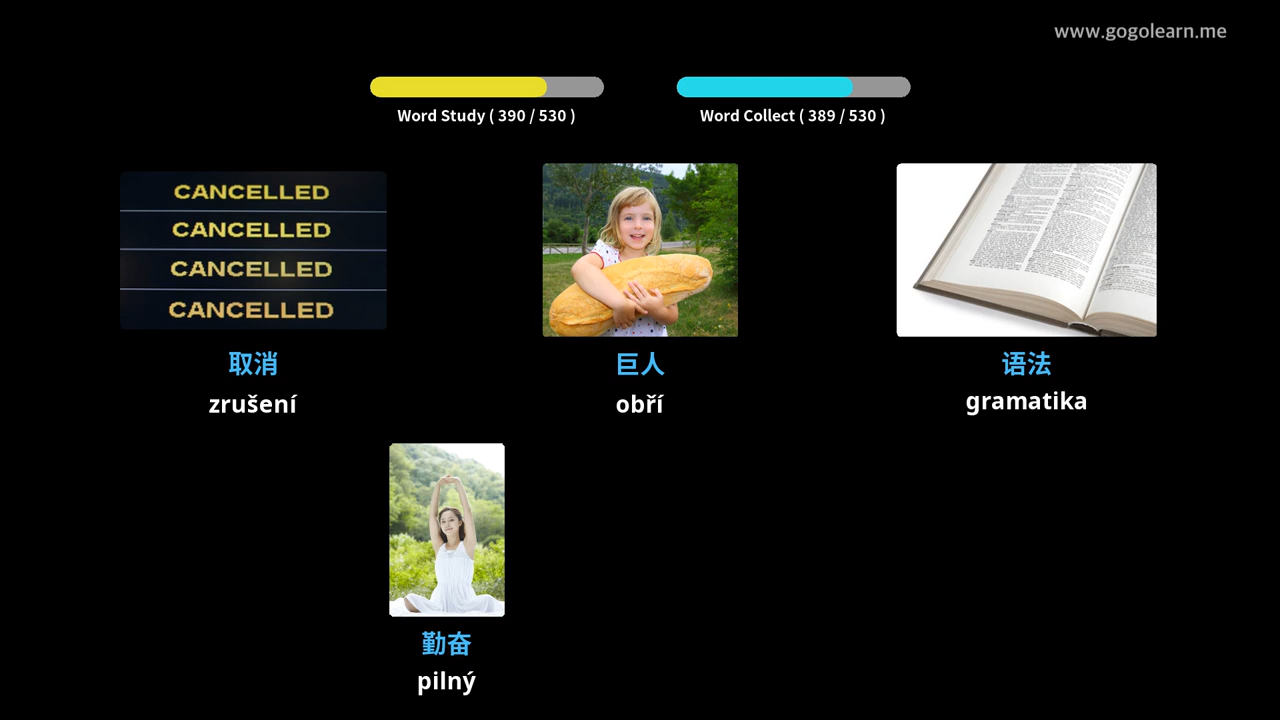 www.gogolearn.me
Word Study ( 390 / 530 )
Word Collect ( 389 / 530 )
CANCELLED
CANCELLED
CANCELLED
CANCELLED
取消
zrušení
巨人
obří
语法
gramatika
勤奋
pilný